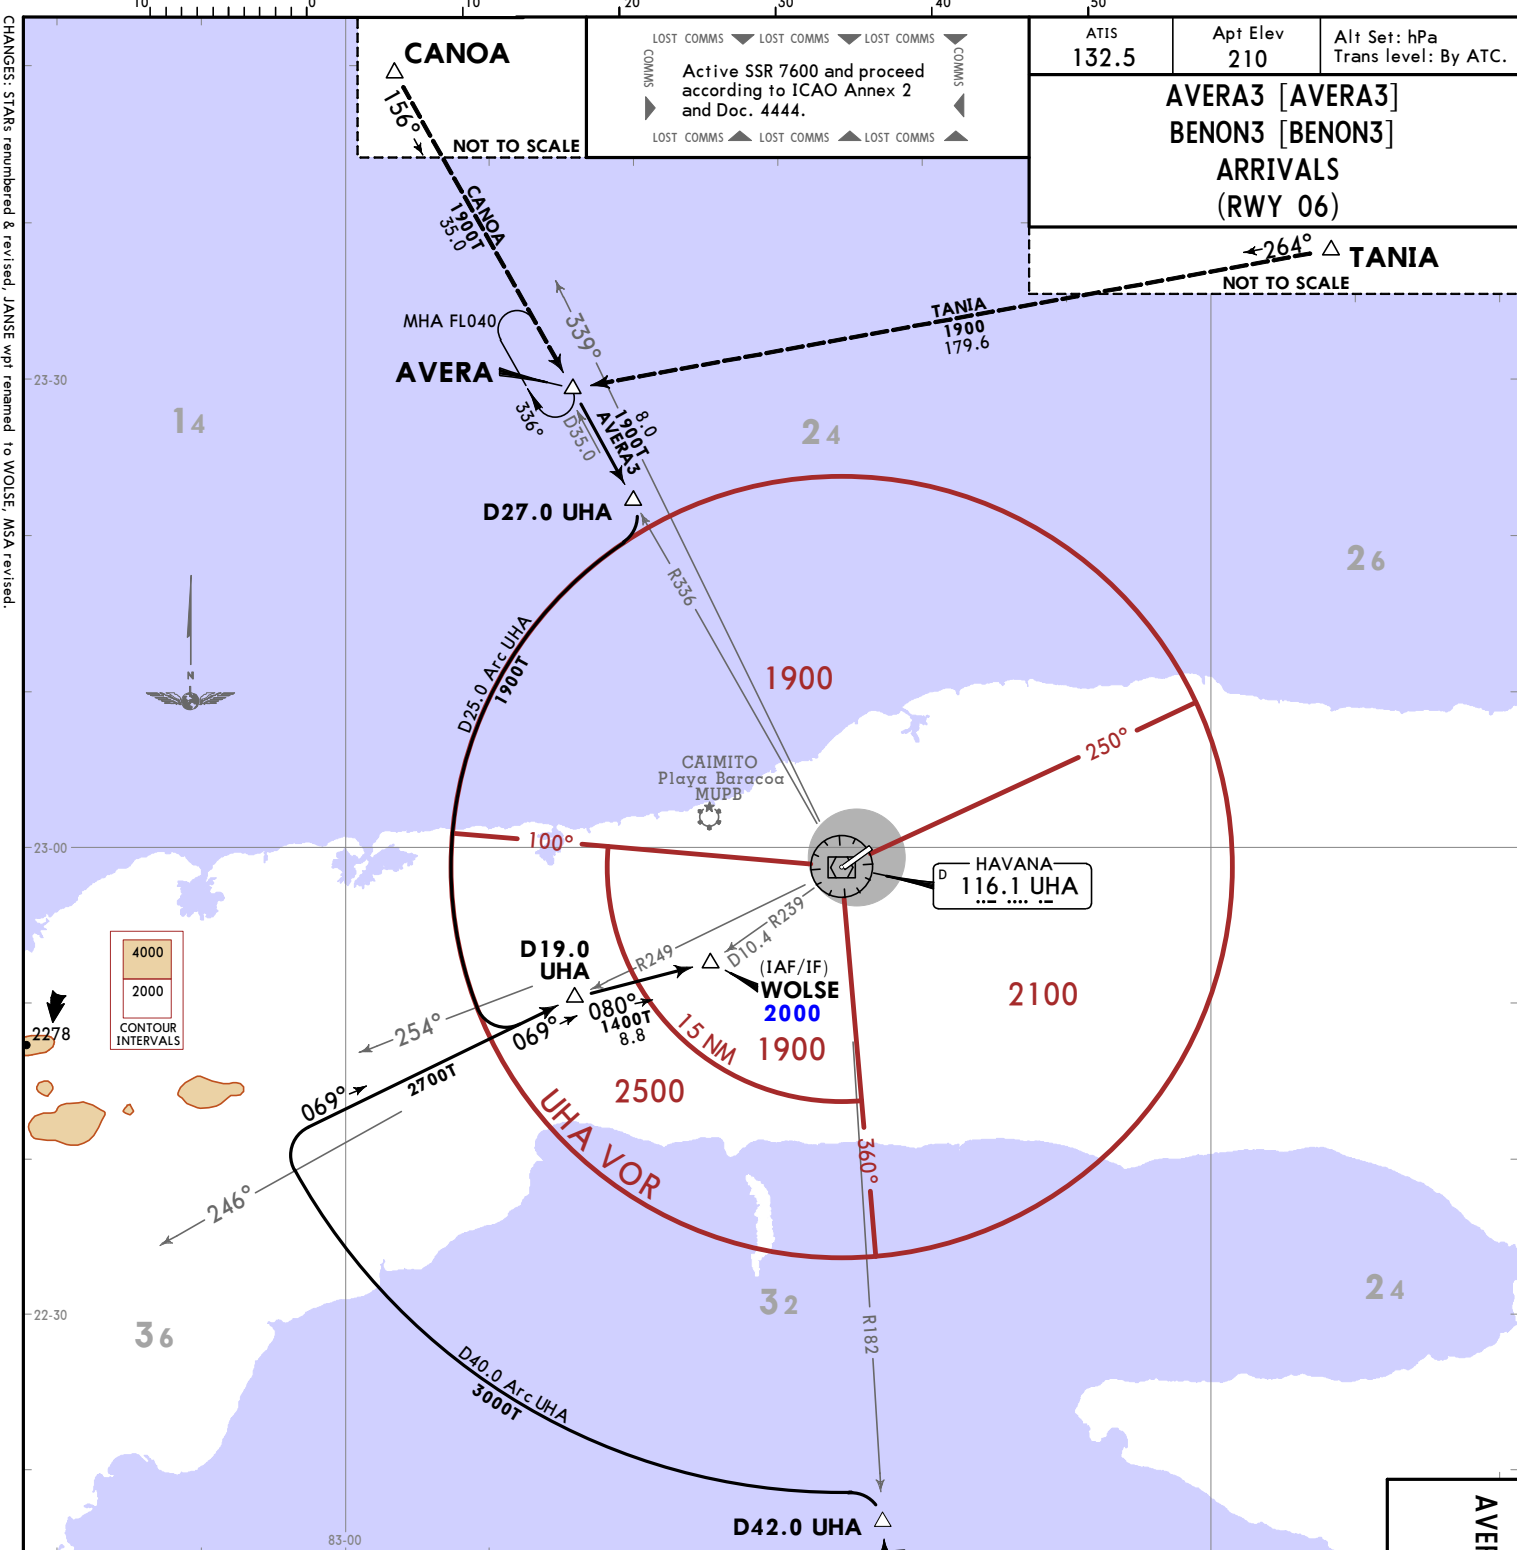 10 0 10 20 30 40 50
CHANGES: STARs renumbered & revised, JANSE wpt renamed to WOLSE, MSA revised.
CANOA
156°
NOT TO SCALE
LOST COMMS LOST COMMS LOST COMMS
COMMS
Active SSR 7600 and proceed
according to ICAO Annex 2
and Doc. 4444.
COMMS
LOST COMMS LOST COMMS LOST COMMS
ATIS
132.5
Apt Elev
210
Alt Set: hPa
Trans level: By ATC.
AVERA3 [AVERA3]
BENON3 [BENON3]
ARRIVALS
(RWY 06)
264°
TANIA
NOT TO SCALE
CANOA
1900T
35.0
TANIA
1900
179.6
MHA FL040
339°
AVERA
336°
D35.0
8.0
1900T
AVERA3
23-30
14
24
26
D27.0 UHA
R336
D25.0 Arc UHA
1900T
N
1900
250°
CAIMITO
Playa Baracoa
MUPB
100°
23-00
HAVANA
D
116.1 UHA
R239
D10.4
R249
D19.0
UHA
(IAF/IF)
WOLSE
2000
080°
1400T
8.8
069°
254°
2100
15 NM
1900
2500
4000
2000
CONTOUR
INTERVALS
2278
069°
2700T
UHA VOR
360°
246°
32
24
22-30
36
R182
D40.0 Arc UHA
3000T
D42.0 UHA
83-00